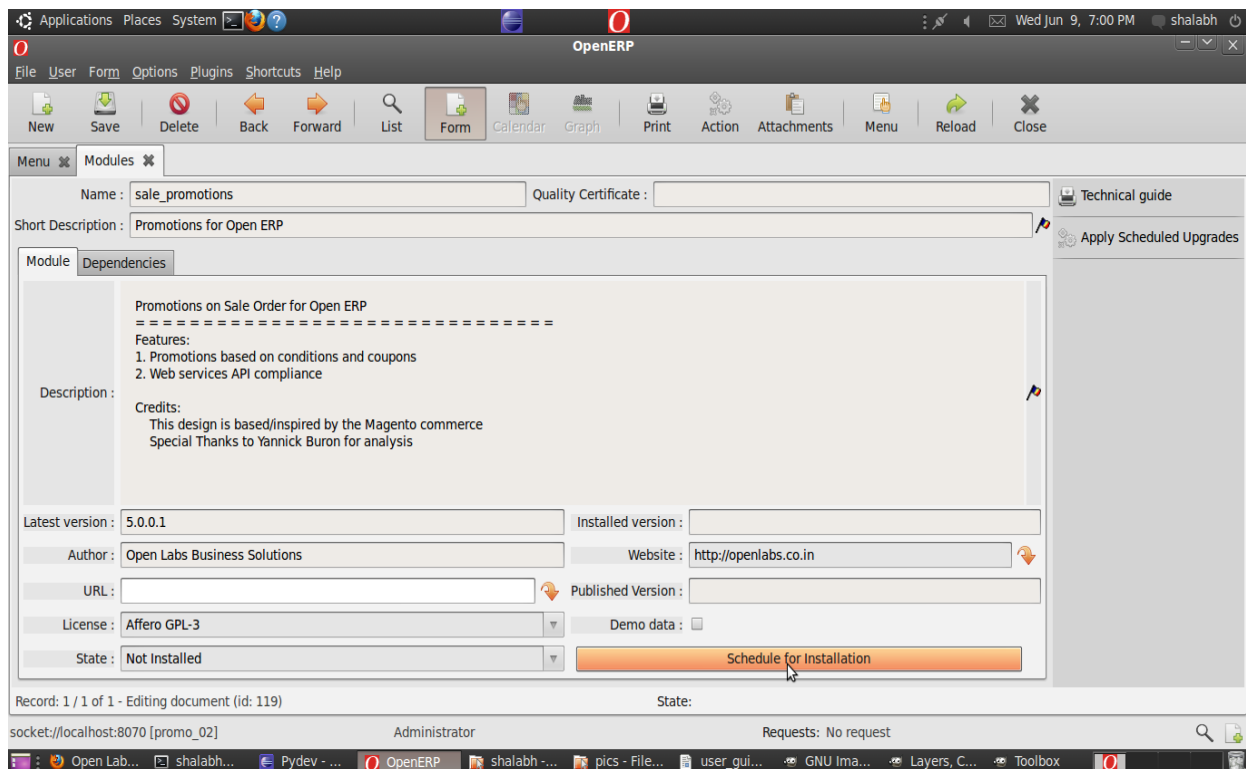 Applications Places System Wed Jun 9, 7:00 PM shalabh
OpenERP
File User Form Options Plugins Shortcuts Help
New Save Delete Back Forward List Form Calendar Graph Print Action Attachments Menu Reload Close
Menu Modules
Name : sale_promotions Quality Certificate : Technical guide
Short Description : Promotions for Open ERP Apply Scheduled Upgrades
Module Dependencies
Promotions on Sale Order for Open ERP
= = = = = = = = = = = = = = = = = = = = = = = = = = = = = = =
Features:
1. Promotions based on conditions and coupons
2. Web services API compliance
Description :
Credits:
This design is based/inspired by the Magento commerce
Special Thanks to Yannick Buron for analysis
Latest version : 5.0.0.1 Installed version :
Author : Open Labs Business Solutions Website : http://openlabs.co.in
URL : Published Version :
License : Affero GPL-3 Demo data :
State : Not Installed Schedule for Installation
Record: 1 / 1 of 1 - Editing document (id: 119) State:
socket://localhost:8070 [promo_02] Administrator Requests: No request
Open Lab... shalabh... Pydev - ... OpenERP shalabh -... pics - File... user_gui... GNU Ima... Layers, C... Toolbox